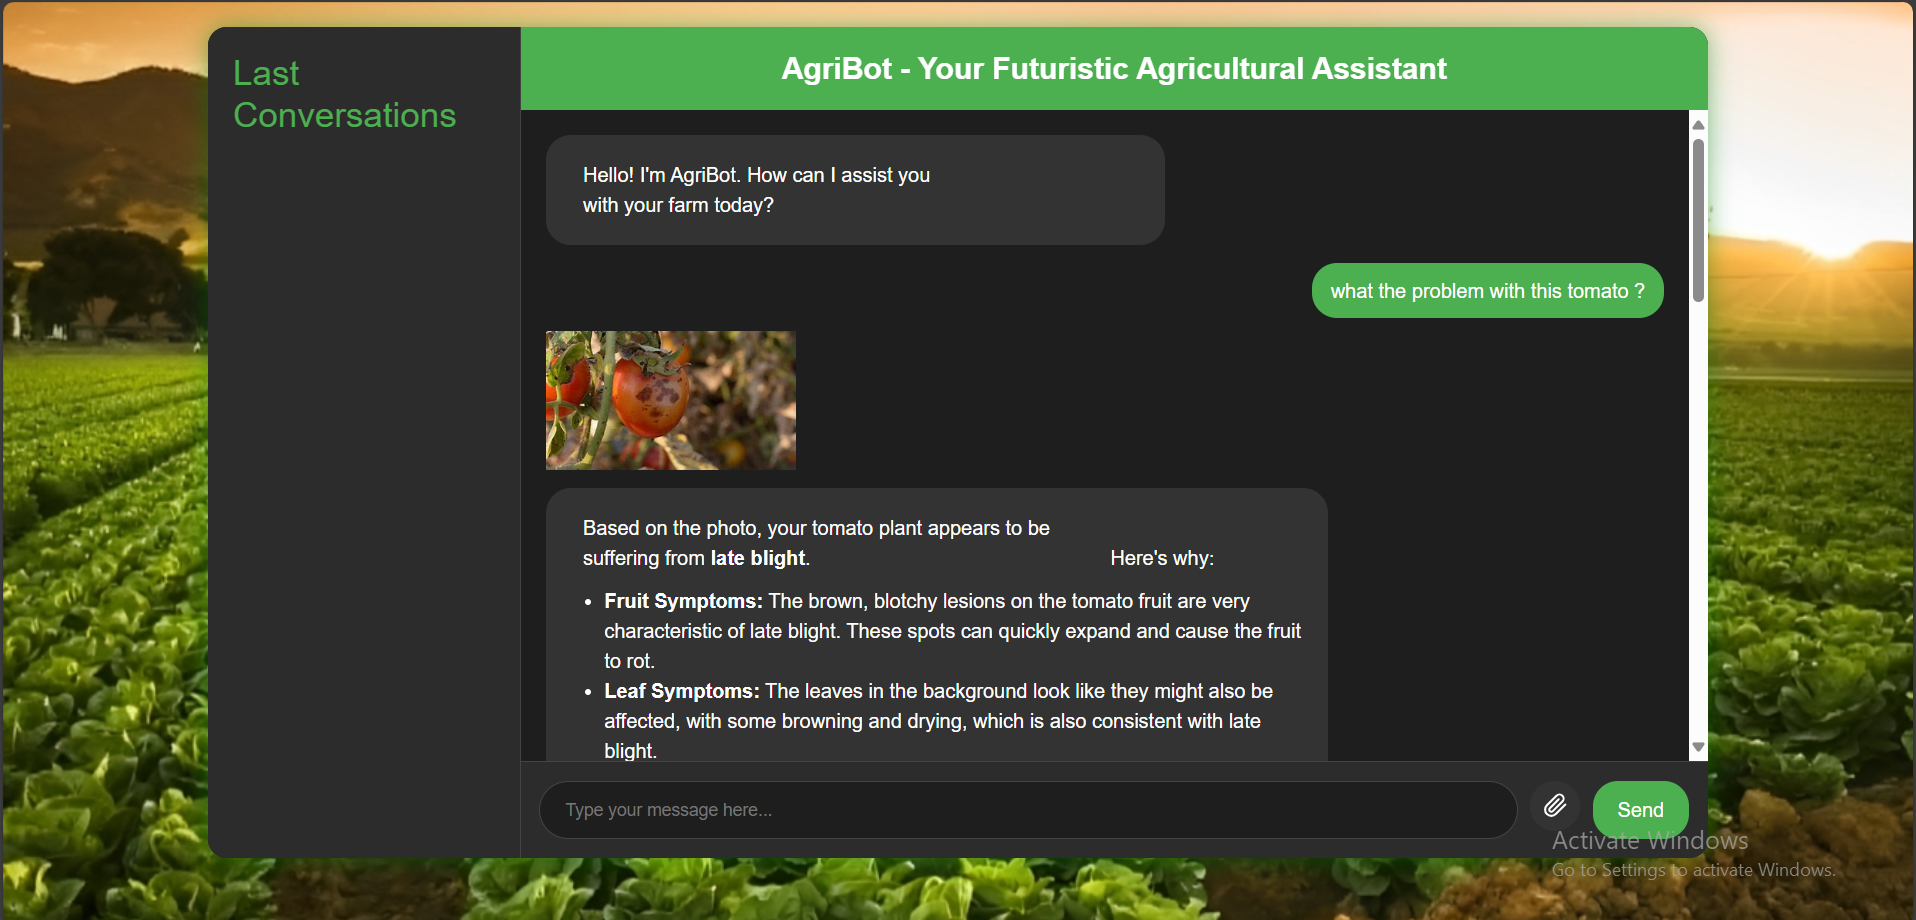 Last
Conversations
AgriBot - Your Futuristic Agricultural Assistant
Hello! I'm AgriBot. How can I assist you
with your farm today?
what the problem with this tomato ?
Based on the photo, your tomato plant appears to be
suffering from late blight. Here's why:
• Fruit Symptoms: The brown, blotchy lesions on the tomato fruit are very
characteristic of late blight. These spots can quickly expand and cause the fruit
to rot.
• Leaf Symptoms: The leaves in the background look like they might also be
affected, with some browning and drying, which is also consistent with late
blight.
Type your message here...
Send
Activate Windows
Go to Settings to activate Windows.